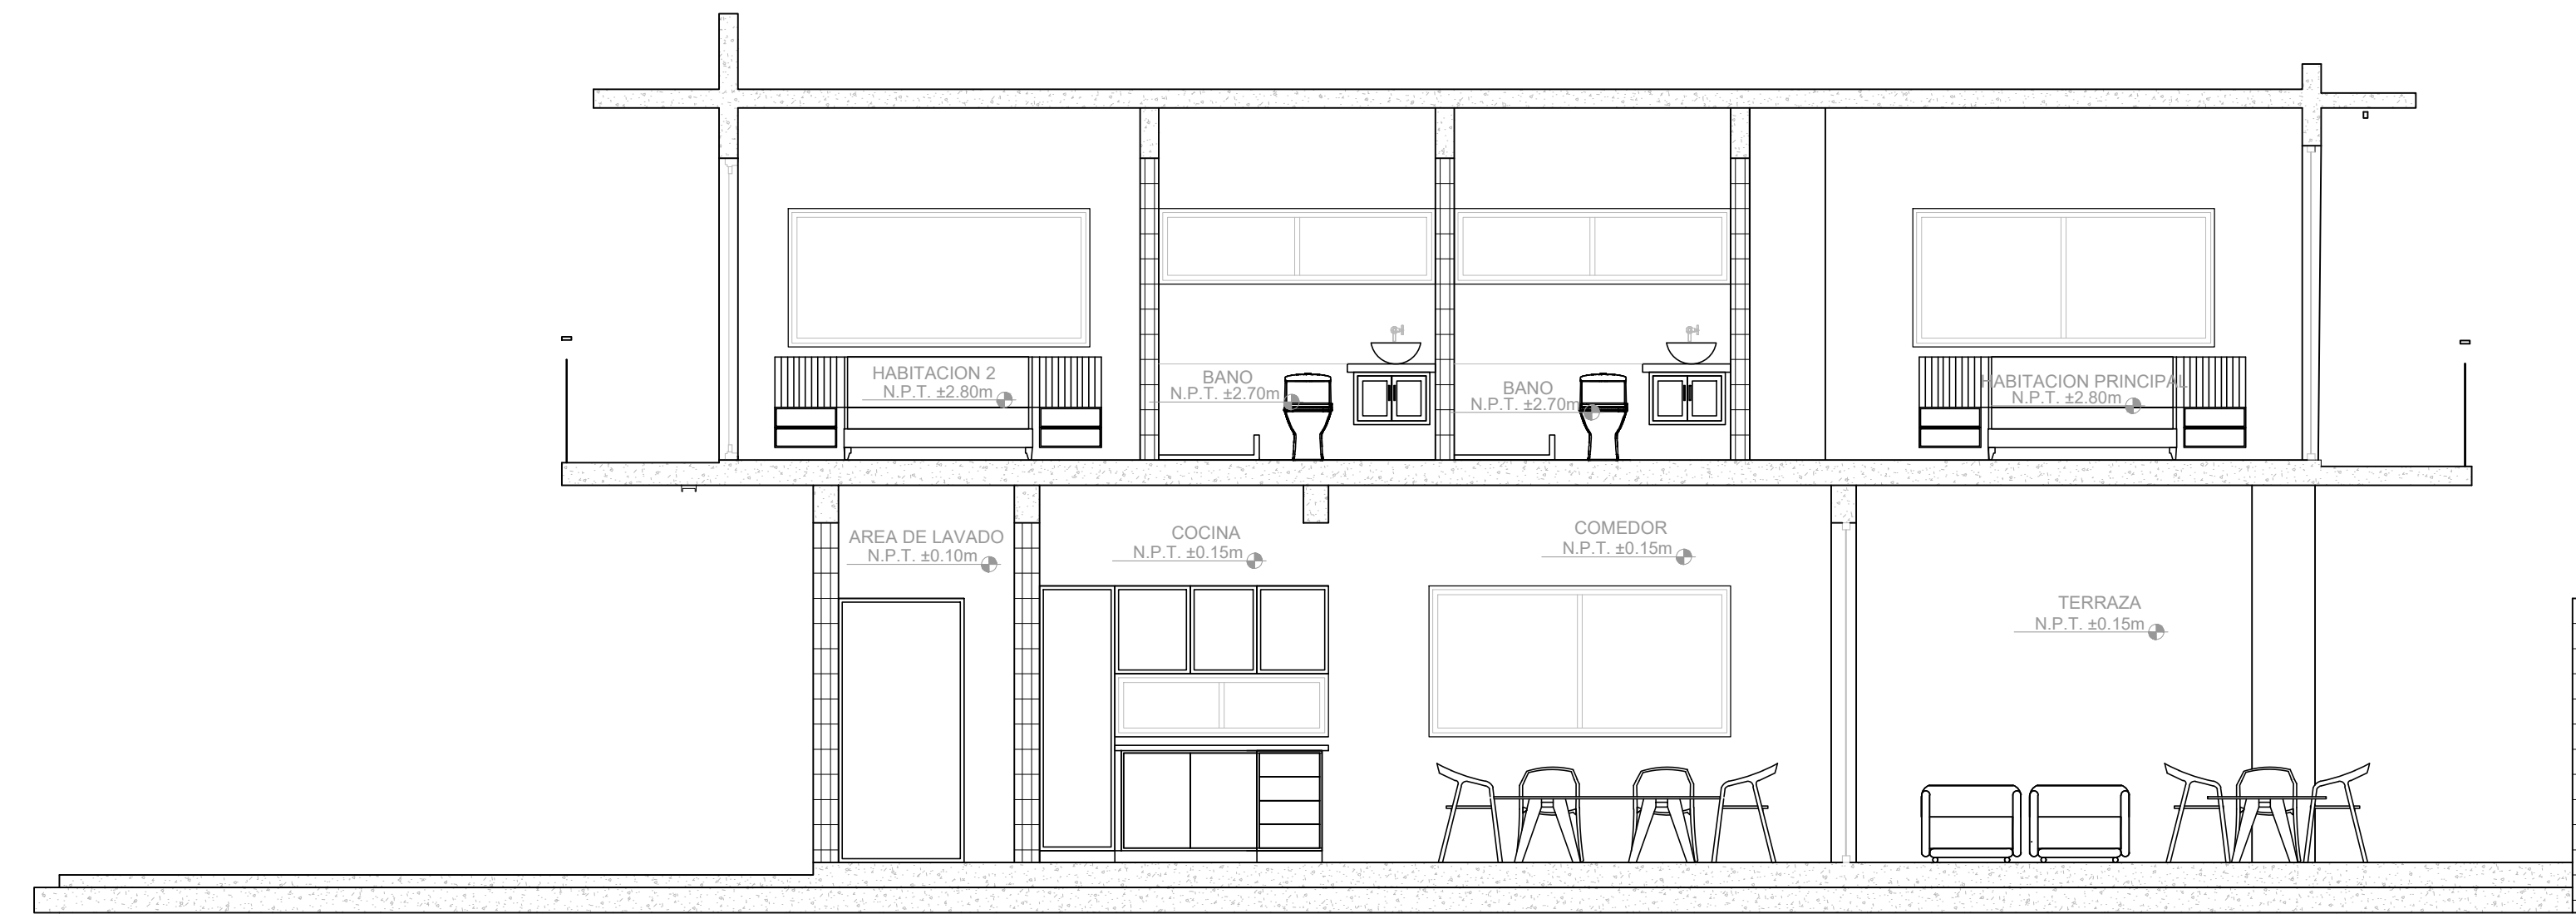 HABITACION 2
N.P.T. ±2.80m
BANO
N.P.T. ±2.70m
BANO
N.P.T. ±2.70m
HABITACION PRINCIPAL
N.P.T. ±2.80m
AREA DE LAVADO
N.P.T. ±0.10m
COCINA
N.P.T. ±0.15m
COMEDOR
N.P.T. ±0.15m
TERRAZA
N.P.T. ±0.15m